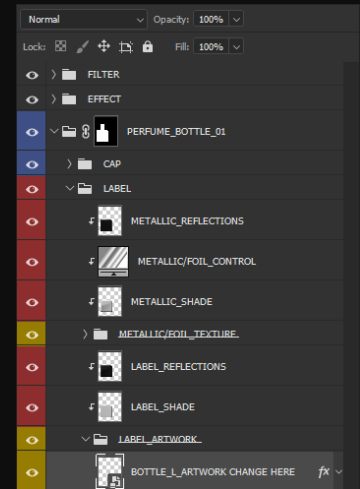 Normal Opacity: 100%
Lock: Fill: 100%
FILTER
EFFECT
PERFUME_BOTTLE_01
CAP
LABEL
METALLIC_REFLECTIONS
METALLIC/FOIL_CONTROL
METALLIC_SHADE
METALLIC/FOIL_TEXTURE
LABEL_REFLECTIONS
LABEL_SHADE
LABEL_ARTWORK
BOTTLE_L_ARTWORK CHANGE HERE fx